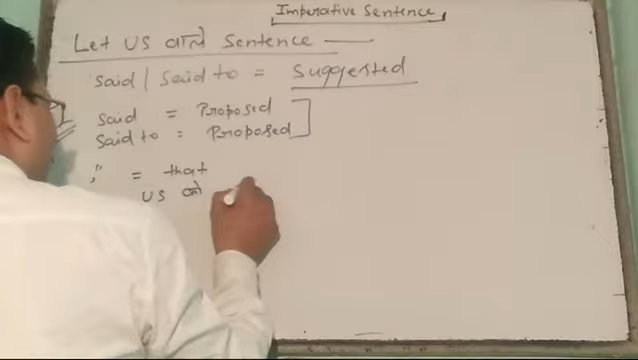 Imperative Sentence
Let US वाले Sentence —
Said / Said to = Suggested
Said = Proposed
Said to = Proposed
," = that
US को